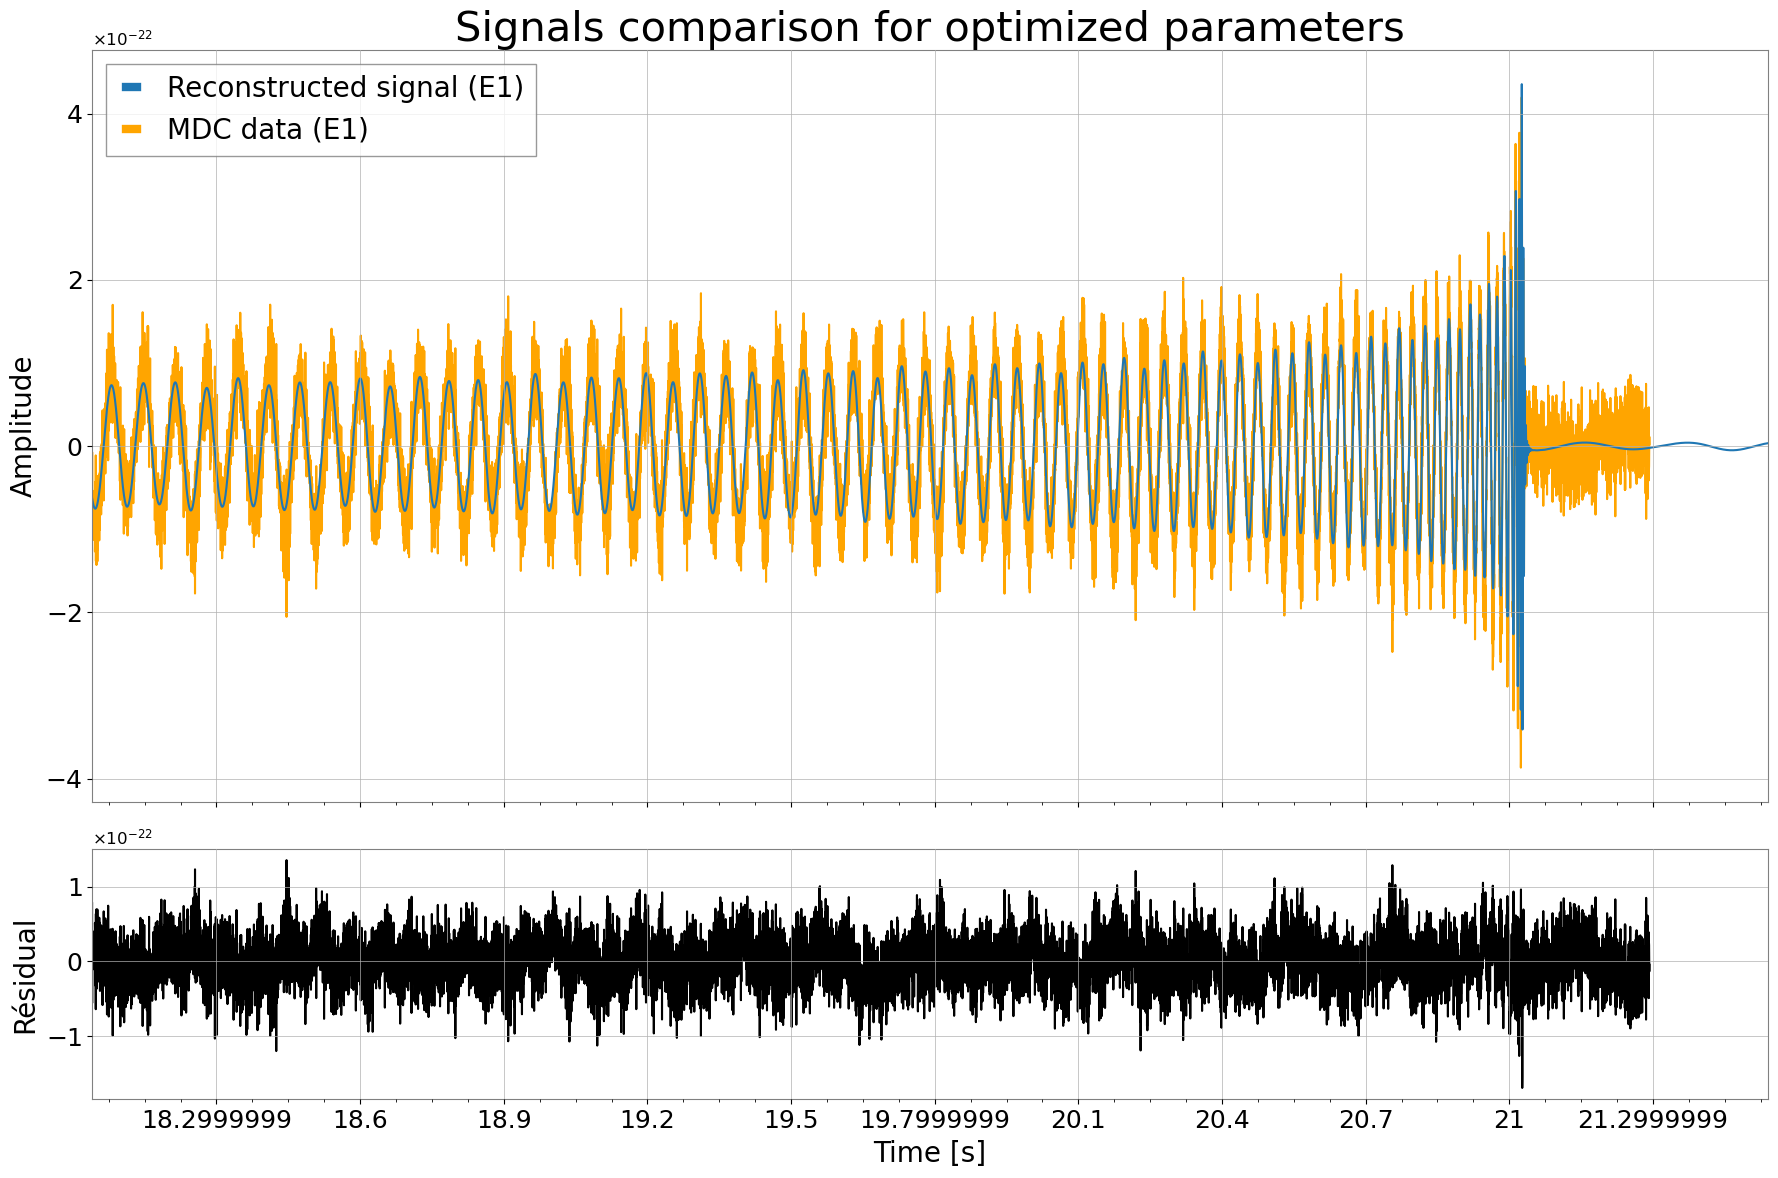 Signals comparison for optimized parameters
×10⁻²²
Reconstructed signal (E1)
MDC data (E1)
4
2
0
−2
−4
Amplitude
×10⁻²²
1
0
−1
Résidual
18.2999999 18.6 18.9 19.2 19.5 19.7999999 20.1 20.4 20.7 21 21.2999999
Time [s]